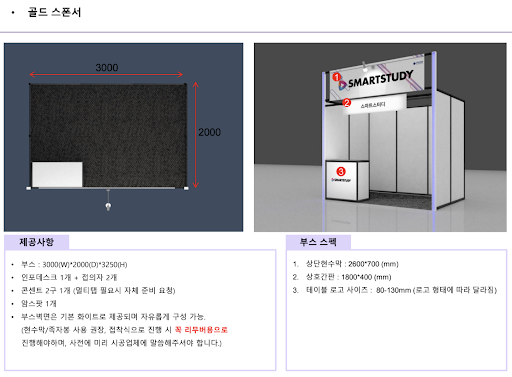 • 골드 스폰서
3000
2000
1
SMARTSTUDY
2
스마트스터디
3
SMARTSTUDY
제공사항
• 부스 : 3000(W)*2000(D)*3250(H)
• 인포데스크 1개 + 접의자 2개
• 콘센트 2구 1개 (멀티탭 필요시 자체 준비 요청)
• 암스팟 1개
• 부스벽면은 기본 화이트로 제공되며 자유롭게 구성 가능.
(현수막/족자봉 사용 권장, 접착식으로 진행 시 꼭 리무버용으로
진행해야하며, 사전에 미리 시공업체에 말씀해주셔야 합니다.)
부스 스펙
1. 상단현수막 : 2600*700 (mm)
2. 상호간판 : 1800*400 (mm)
3. 테이블 로고 사이즈 : 80-130mm (로고 형태에 따라 달라짐)